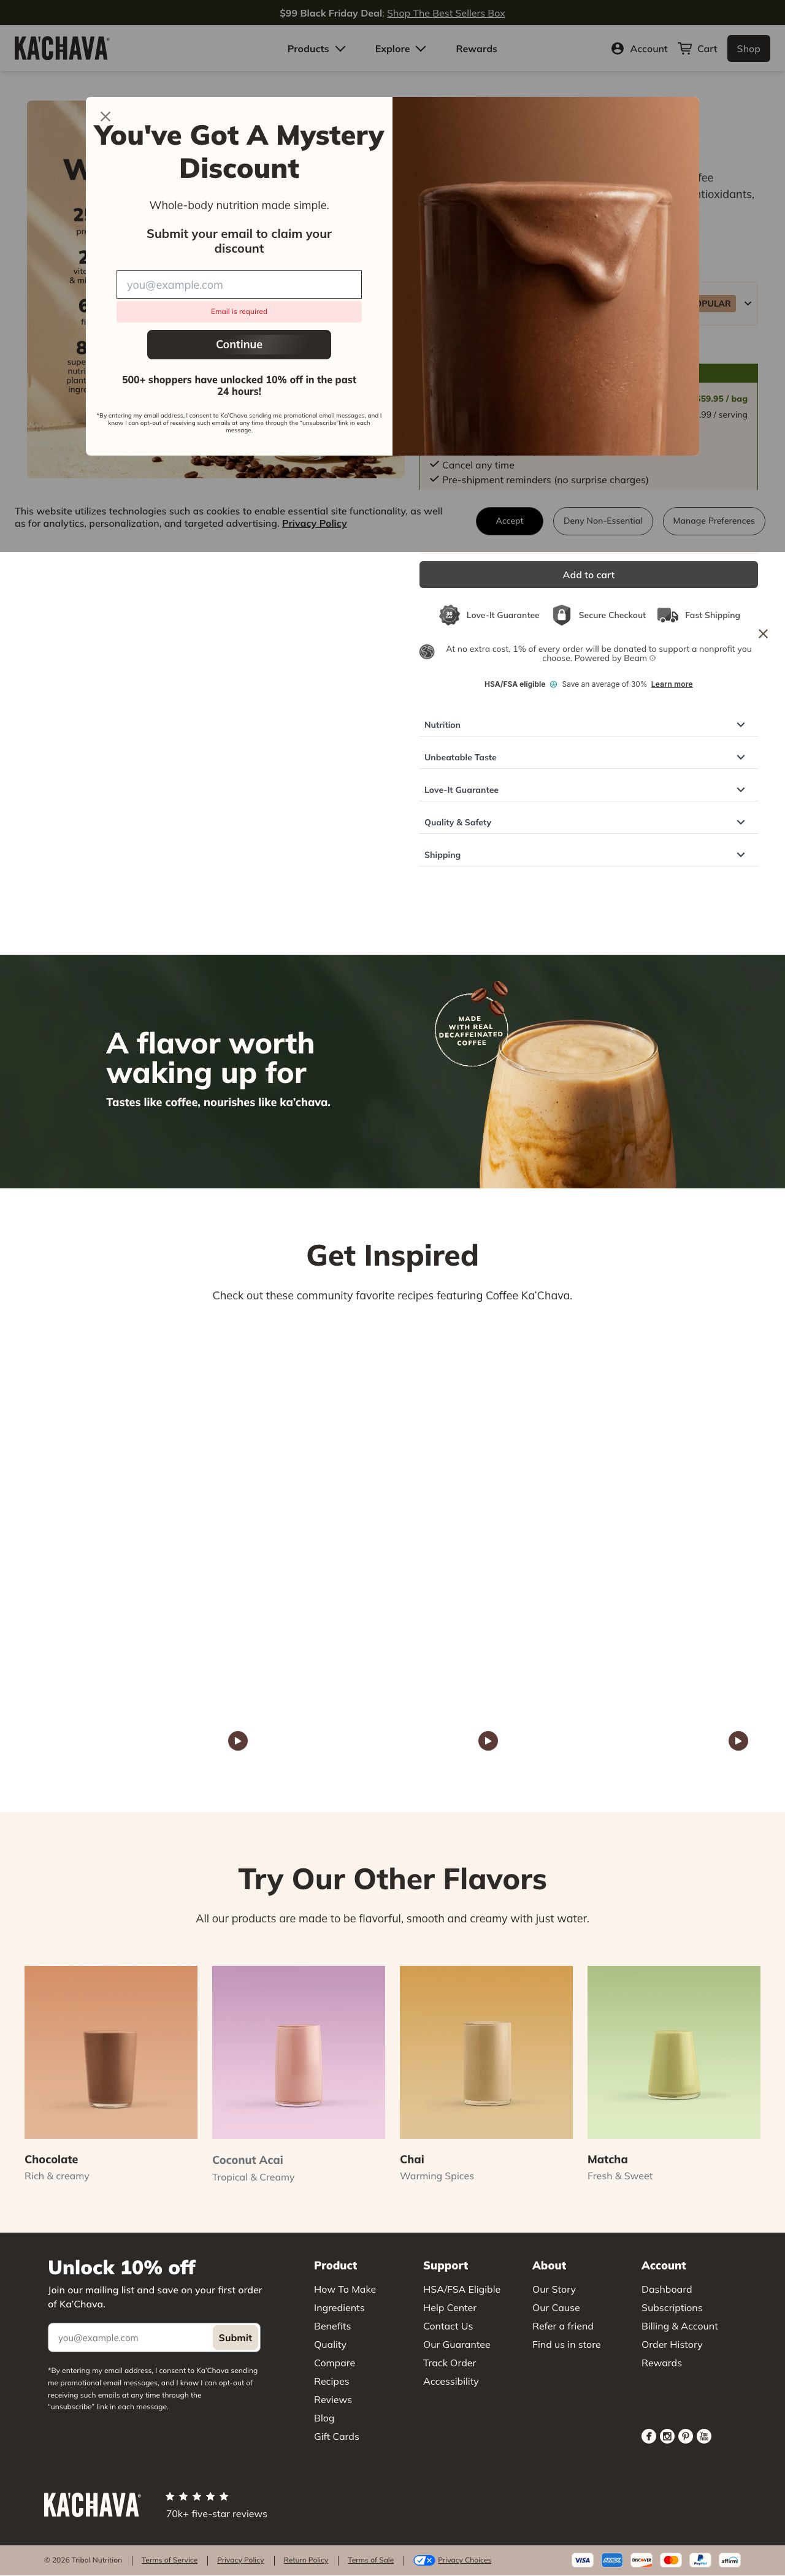 $99 Black Friday Deal: Shop The Best Sellers Box
KA'CHAVA®
Products
Explore
Rewards
Account
Cart
Shop
You've Got A Mystery
Discount
Whole-body nutrition made simple.
Submit your email to claim your
discount
you@example.com
Email is required
Continue
500+ shoppers have unlocked 10% off in the past
24 hours!
*By entering my email address, I consent to Ka'Chava sending me promotional email messages, and I
know I can opt-out of receiving such emails at any time through the "unsubscribe"link in each
message.
$59.95 / bag
.99 / serving
Cancel any time
Pre-shipment reminders (no surprise charges)
This website utilizes technologies such as cookies to enable essential site functionality, as well
as for analytics, personalization, and targeted advertising. Privacy Policy
Accept
Deny Non-Essential
Manage Preferences
Add to cart
Love-It Guarantee
Secure Checkout
Fast Shipping
At no extra cost, 1% of every order will be donated to support a nonprofit you
choose. Powered by Beam
HSA/FSA eligible Save an average of 30% Learn more
Nutrition
Unbeatable Taste
Love-It Guarantee
Quality & Safety
Shipping
MADE
WITH REAL
DECAFFEINATED
COFFEE
A flavor worth
waking up for
Tastes like coffee, nourishes like ka'chava.
Get Inspired
Check out these community favorite recipes featuring Coffee Ka'Chava.
Try Our Other Flavors
All our products are made to be flavorful, smooth and creamy with just water.
Chocolate
Rich & creamy
Coconut Acai
Tropical & Creamy
Chai
Warming Spices
Matcha
Fresh & Sweet
Unlock 10% off
Join our mailing list and save on your first order
of Ka'Chava.
you@example.com
Submit
*By entering my email address, I consent to Ka'Chava sending
me promotional email messages, and I know I can opt-out of
receiving such emails at any time through the
"unsubscribe" link in each message.
Product
How To Make
Ingredients
Benefits
Quality
Compare
Recipes
Reviews
Blog
Gift Cards
Support
HSA/FSA Eligible
Help Center
Contact Us
Our Guarantee
Track Order
Accessibility
About
Our Story
Our Cause
Refer a friend
Find us in store
Account
Dashboard
Subscriptions
Billing & Account
Order History
Rewards
KA'CHAVA®
70k+ five-star reviews
© 2026 Tribal Nutrition
Terms of Service
Privacy Policy
Return Policy
Terms of Sale
Privacy Choices
VISA
DISCOVER
PayPal
affirm